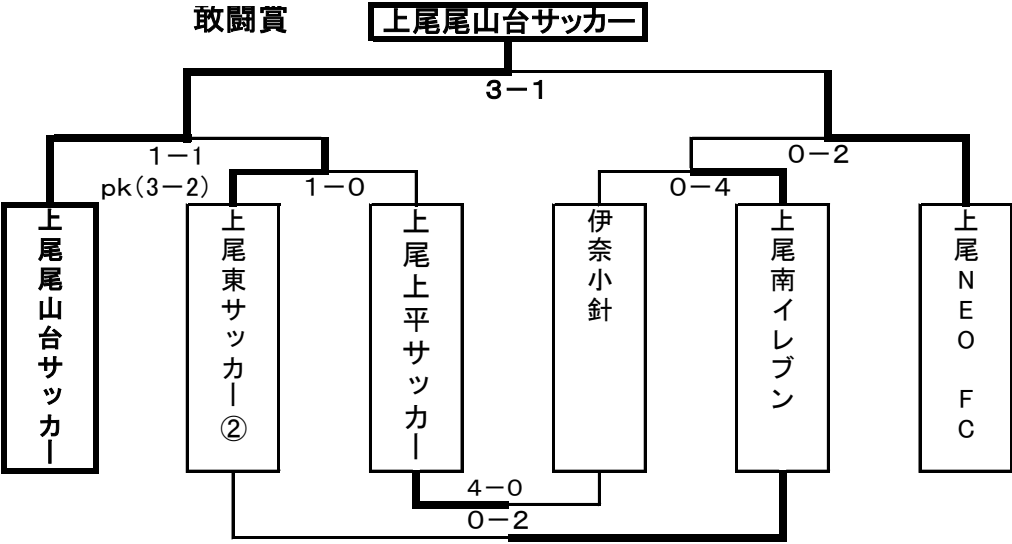 敢闘賞
上尾尾山台サッカー
3－1
1－1
0－2
pk(3－2)
1－0
0－4
上尾尾山台サッカー
上尾東サッカー②
上尾上平サッカー
伊奈小針
上尾南イレブン
上尾NEO FC
4－0
0－2